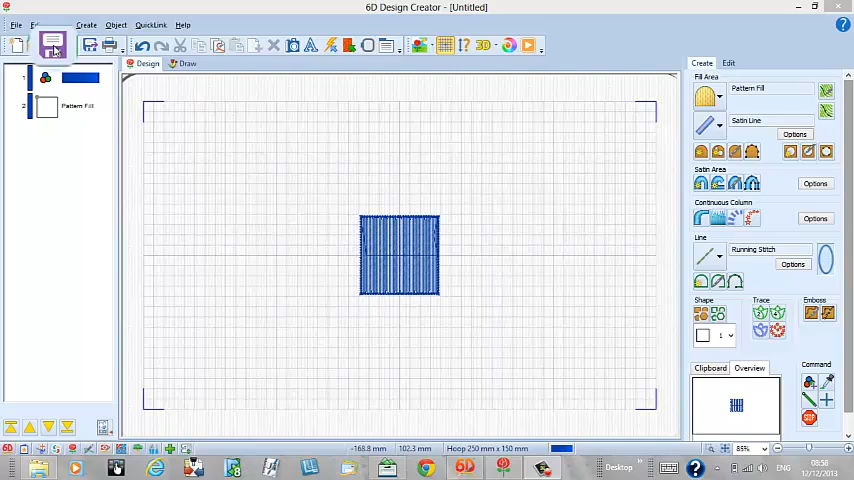 6D Design Creator - [Untitled]
File
Create
Object
QuickLink
Help
Design
Draw
1
2
Pattern Fill
Create
Edit
Fill Area
Pattern Fill
Satin Line
Options
Satin Area
Options
Continuous Column
Options
Line
Running Stitch
Options
Shape
Trace
Emboss
1
Clipboard
Overview
Command
STOP
-168.8 mm
102.3 mm
Hoop 250 mm x 150 mm
85%
Desktop
ENG
08:58
12/12/2013